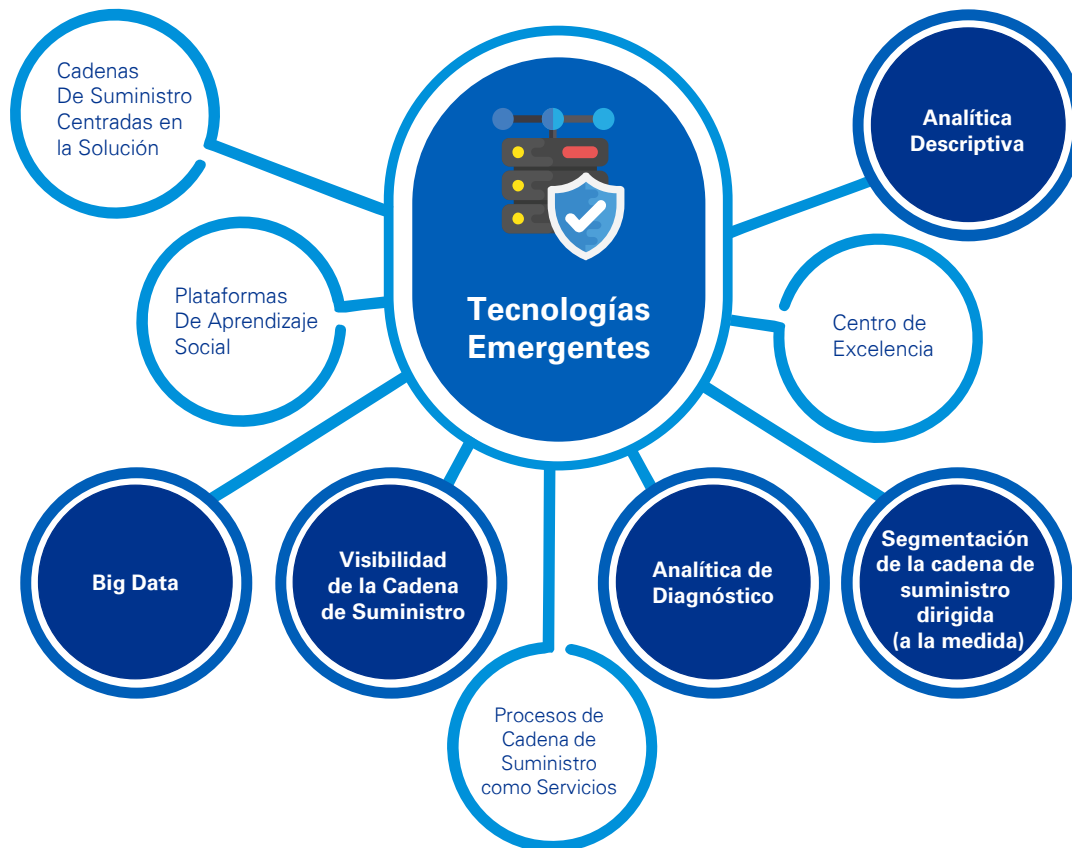 Cadenas
De Suministro
Centradas en
la Solución
Analítica
Descriptiva
Tecnologías
Emergentes
Plataformas
De Aprendizaje
Social
Centro de
Excelencia
Big Data
Visibilidad
de la Cadena
de Suministro
Analítica de
Diagnóstico
Segmentación
de la cadena de
suministro
dirigida
(a la medida)
Procesos de
Cadena de
Suministro
como Servicios